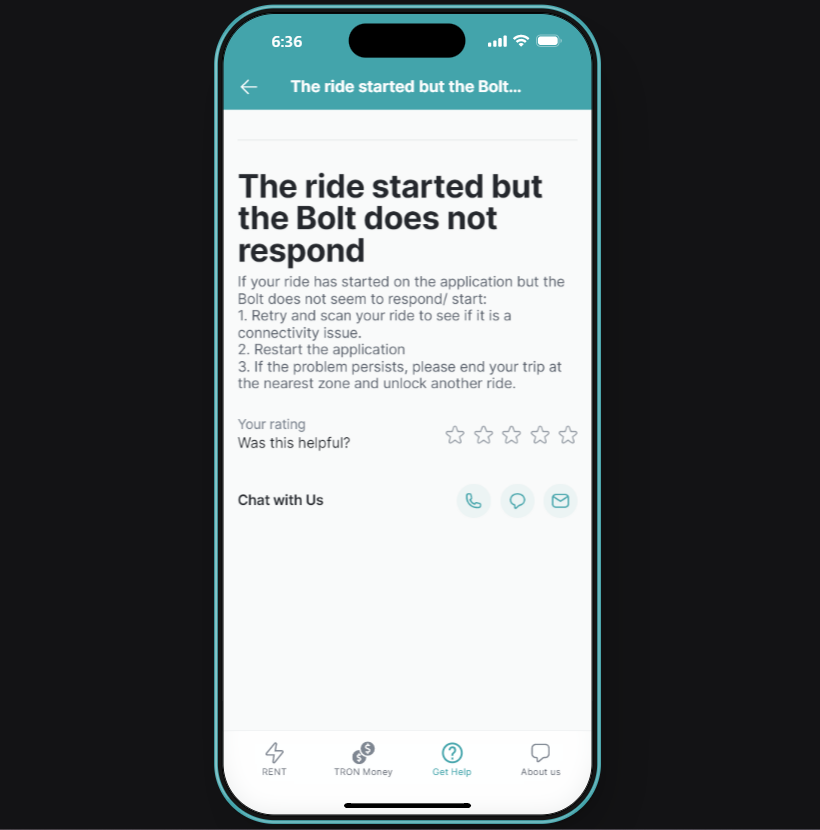 6:36
The ride started but the Bolt...
The ride started but
the Bolt does not
respond
If your ride has started on the application but the
Bolt does not seem to respond/ start:
1. Retry and scan your ride to see if it is a
connectivity issue.
2. Restart the application
3. If the problem persists, please end your trip at
the nearest zone and unlock another ride.
Your rating
Was this helpful?
Chat with Us
RENT
TRON Money
Get Help
About us